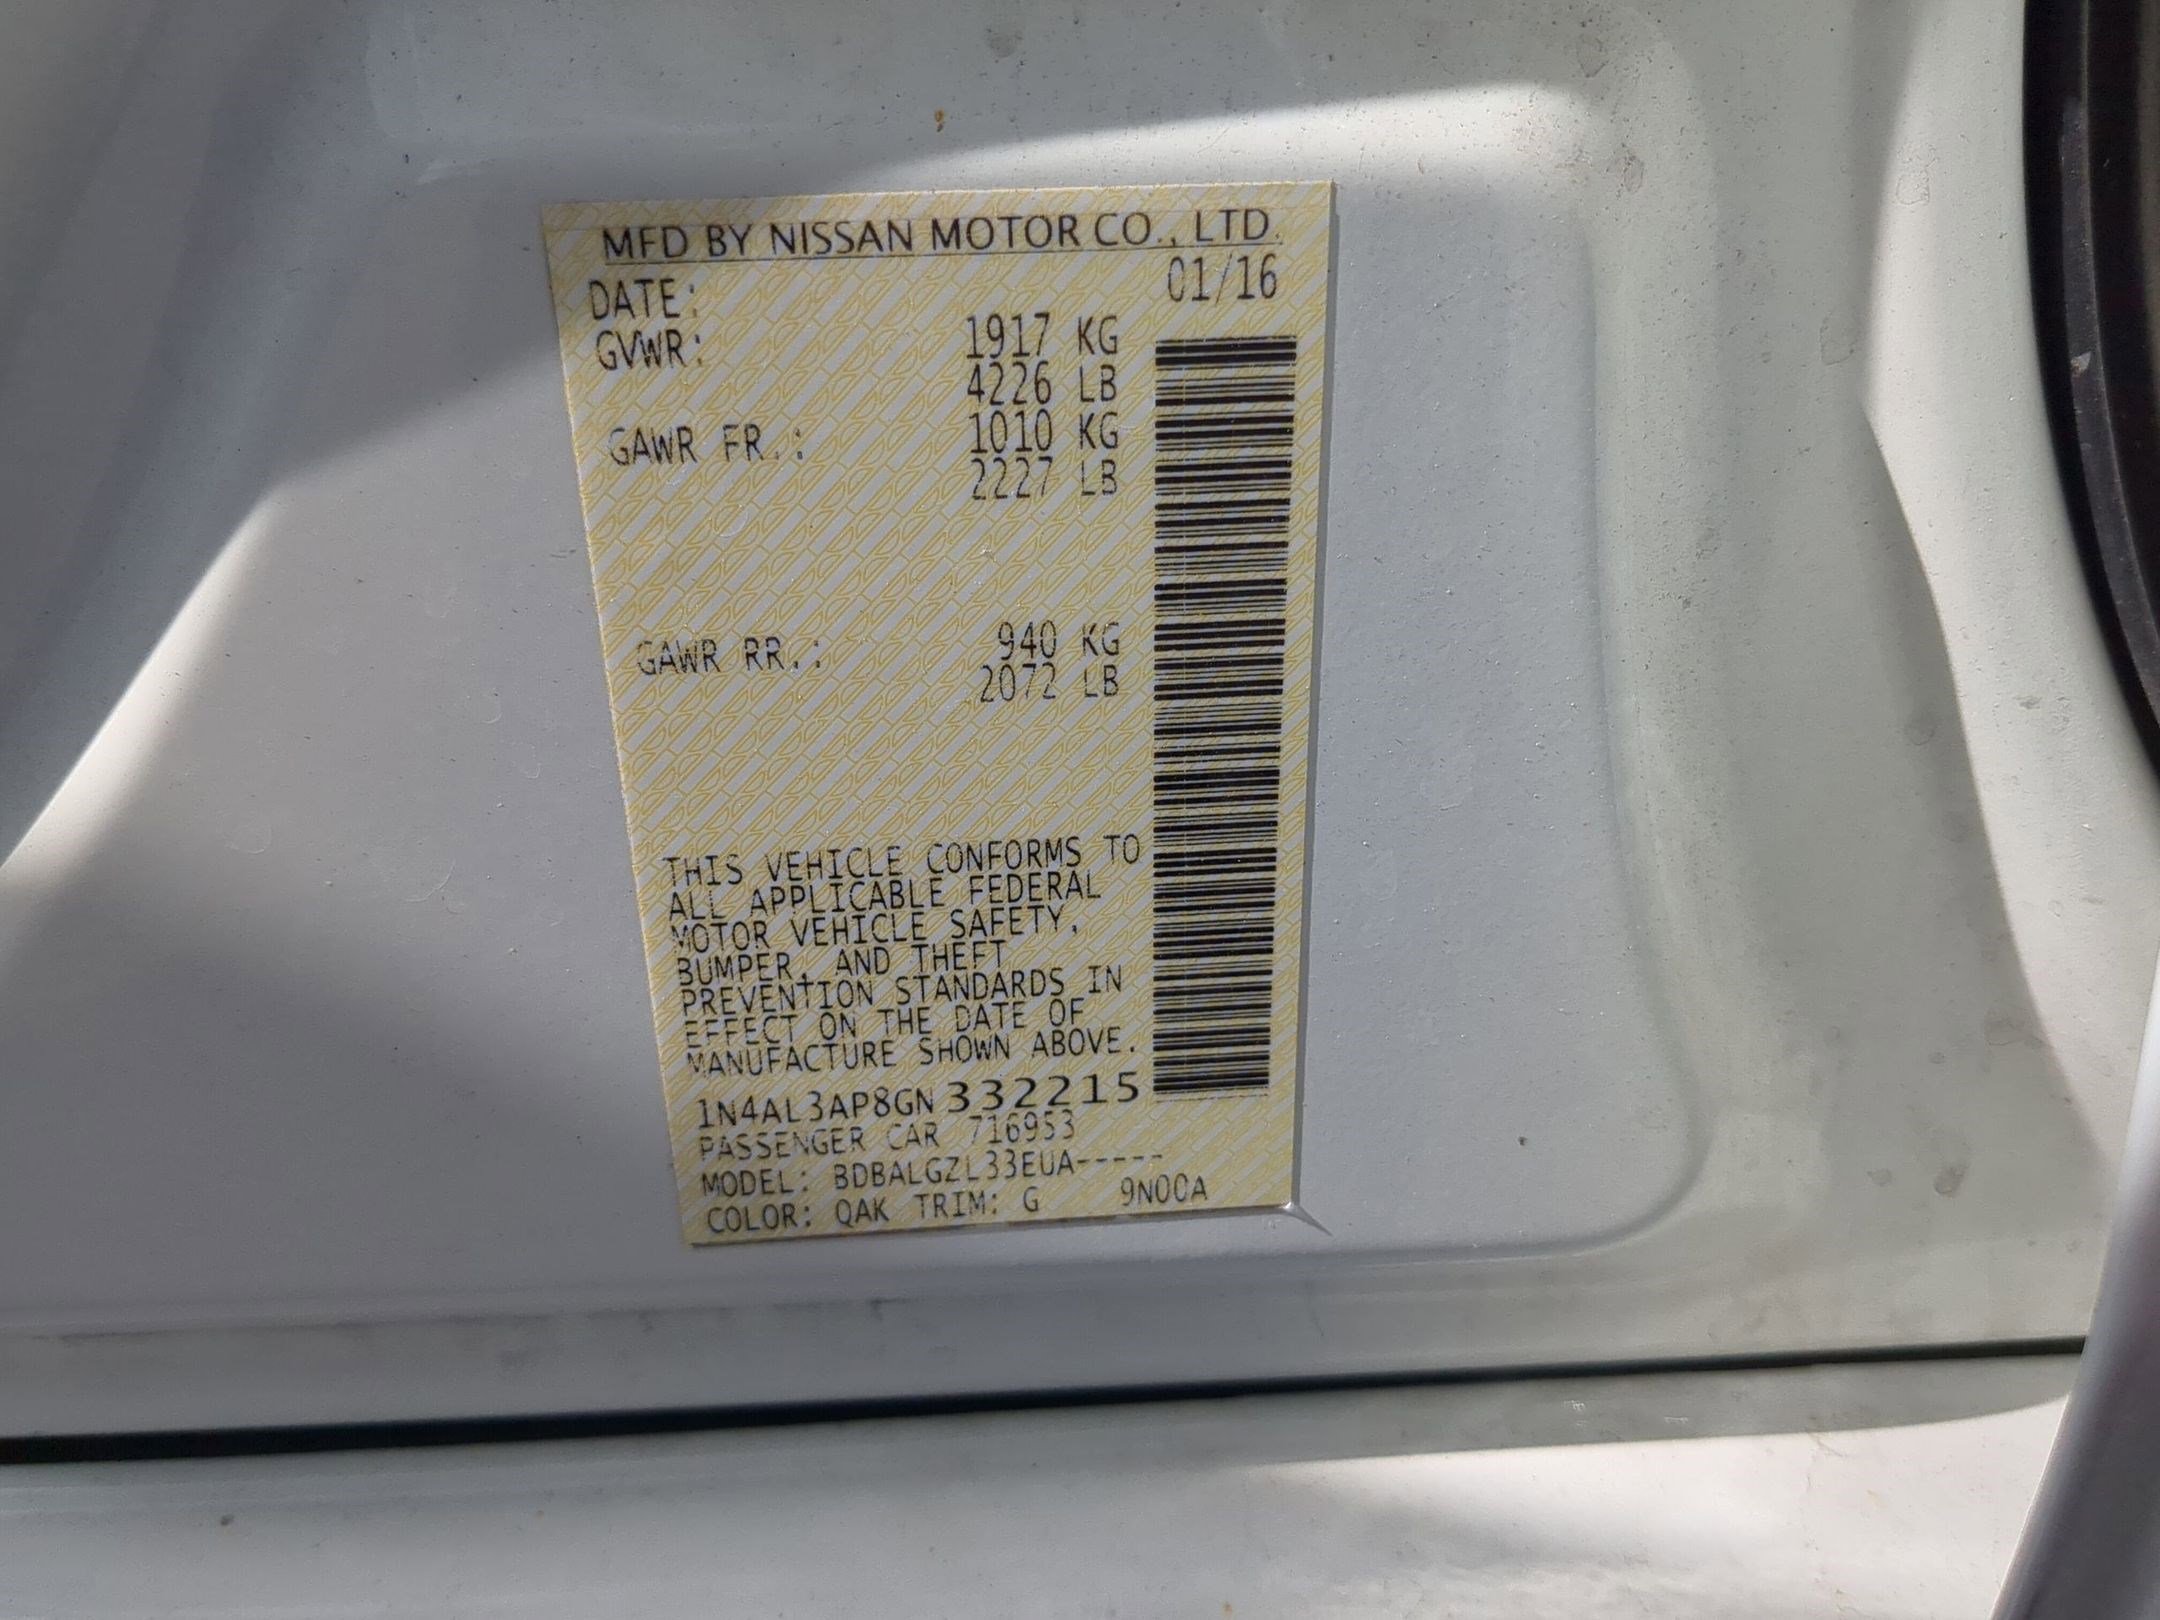 MFD BY NISSAN MOTOR CO., LTD.
DATE: 01/16
GVWR: 1917 KG
4226 LB
GAWR FR.: 1010 KG
2227 LB
GAWR RR.: 940 KG
2072 LB
THIS VEHICLE CONFORMS TO
ALL APPLICABLE FEDERAL
MOTOR VEHICLE SAFETY,
BUMPER, AND THEFT
PREVENTION STANDARDS IN
EFFECT ON THE DATE OF
MANUFACTURE SHOWN ABOVE.
1N4AL3AP8GN332215
PASSENGER CAR 716953
MODEL: BDBALGZL33EUA-----
COLOR: QAK TRIM: G 9N00A